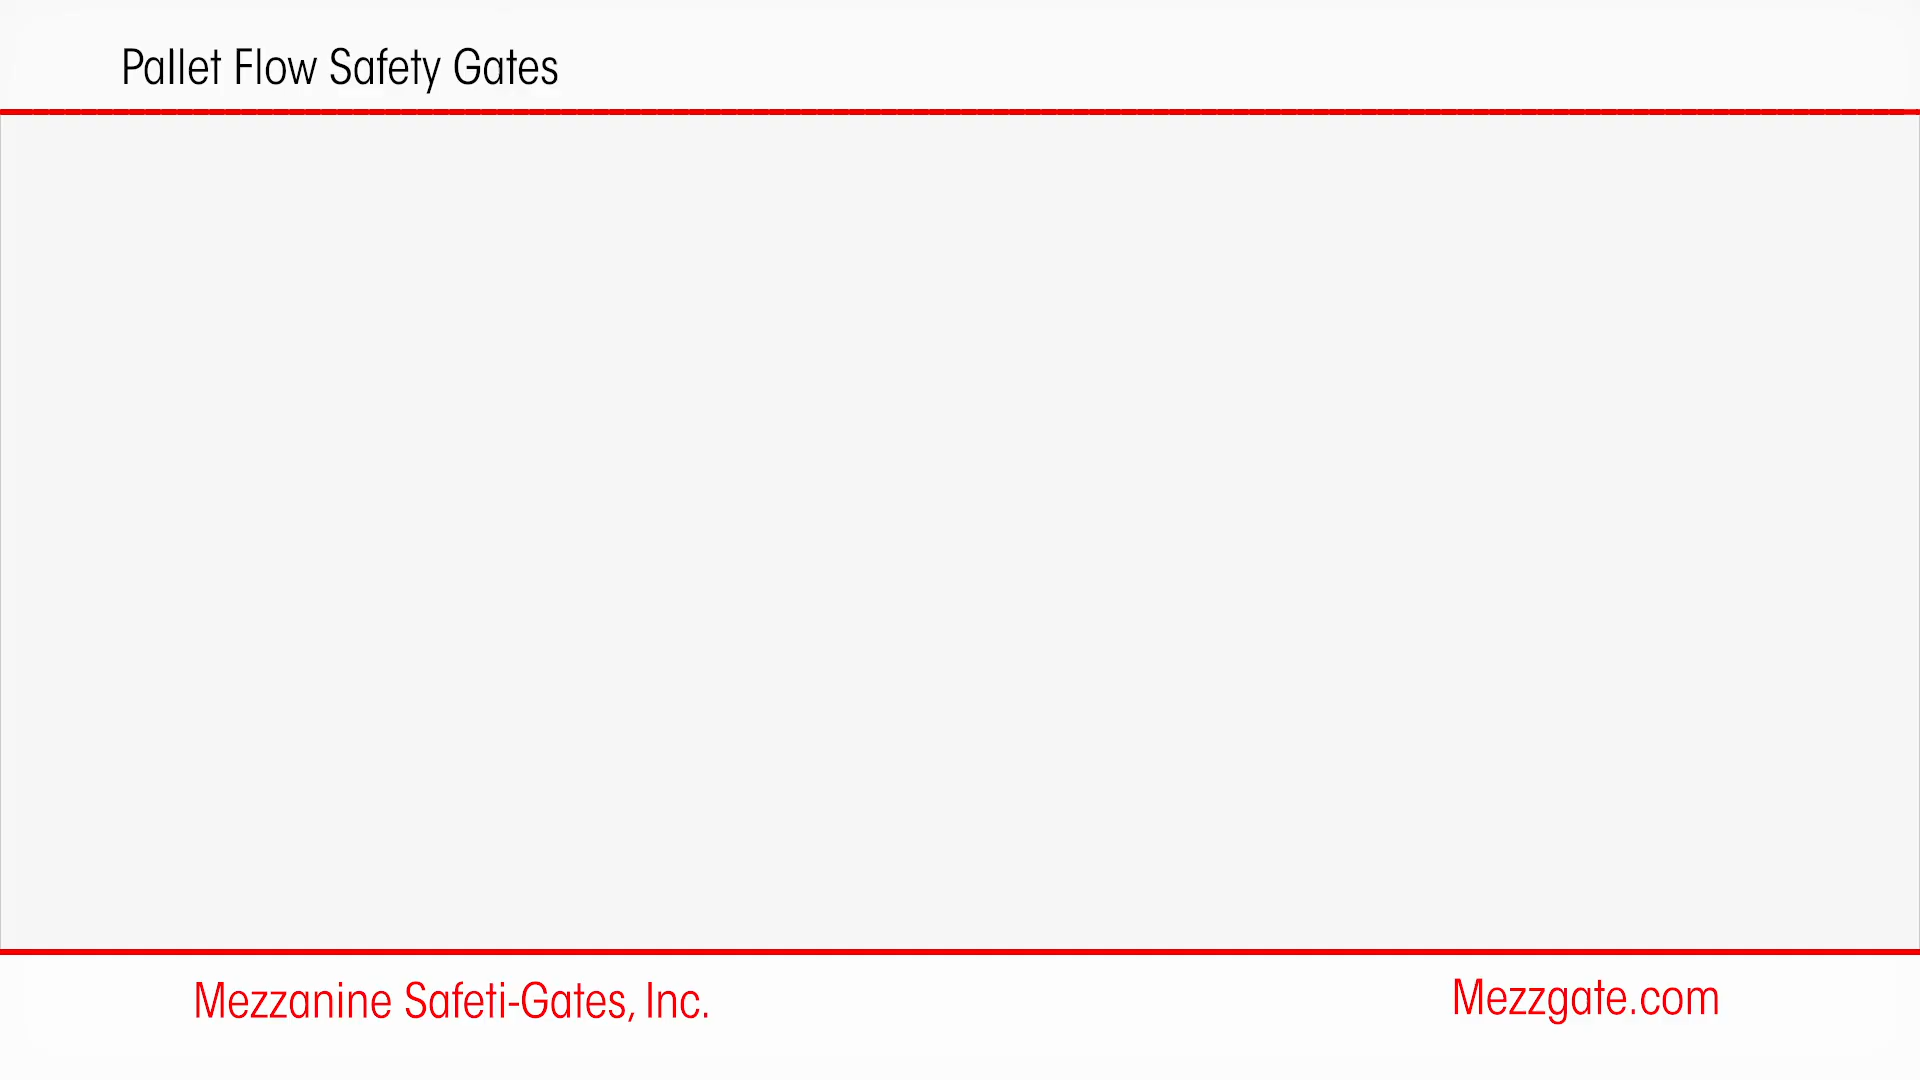 Pallet Flow Safety Gates
Mezzanine Safeti-Gates, Inc.
Mezzgate.com